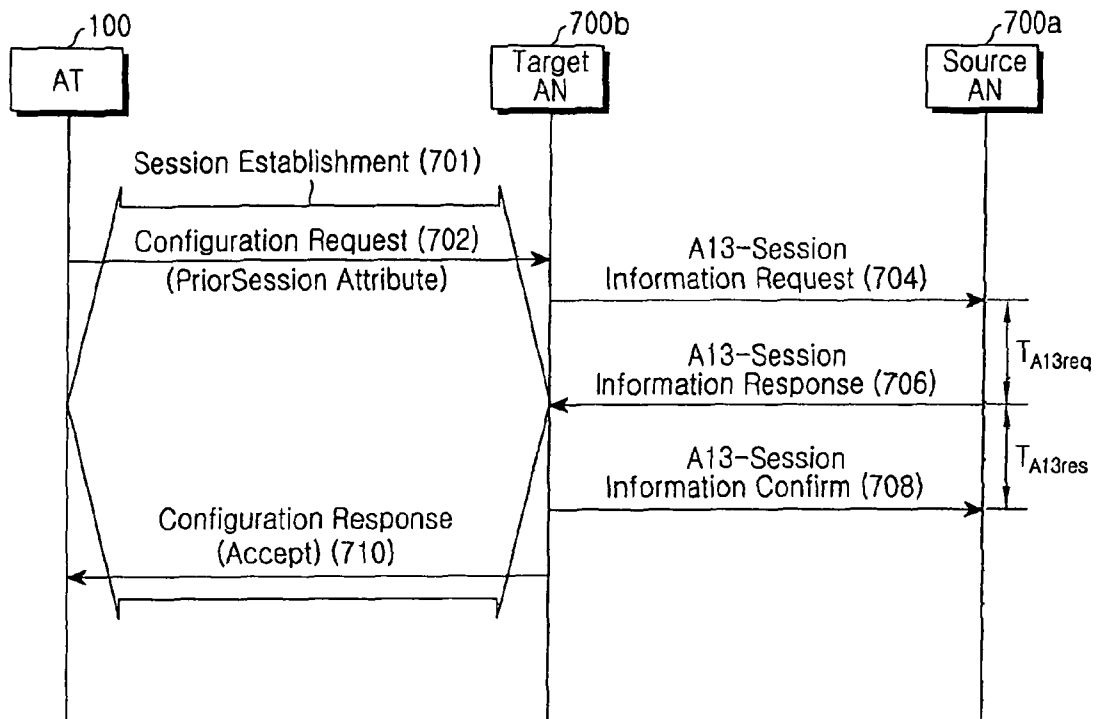 100
700b
700a
AT
Target
AN
Source
AN
Session Establishment (701)
Configuration Request (702)
(PriorSession Attribute)
A13-Session
Information Request (704)
TA13req
A13-Session
Information Response (706)
TA13res
A13-Session
Information Confirm (708)
Configuration Response
(Accept) (710)